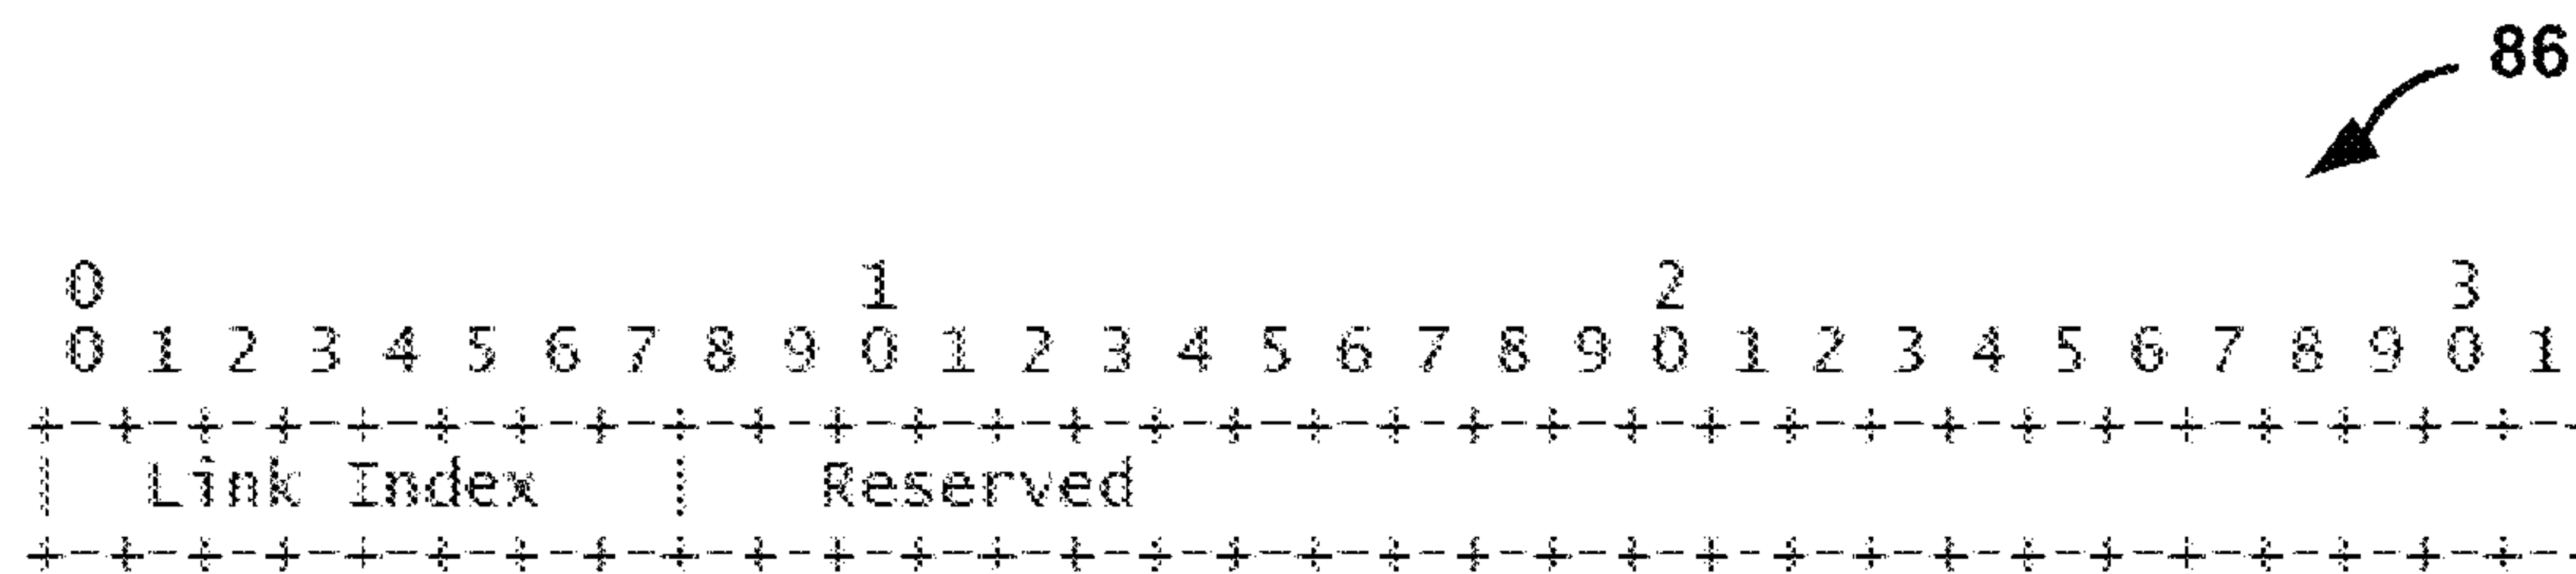 86
0 1 2 3
0 1 2 3 4 5 6 7 8 9 0 1 2 3 4 5 6 7 8 9 0 1 2 3 4 5 6 7 8 9 0 1
+-+-+-+-+-+-+-+-+-+-+-+-+-+-+-+-+-+-+-+-+-+-+-+-+-+-+-+-+-+-+-+-
| Link Index | Reserved
+-+-+-+-+-+-+-+-+-+-+-+-+-+-+-+-+-+-+-+-+-+-+-+-+-+-+-+-+-+-+-+-